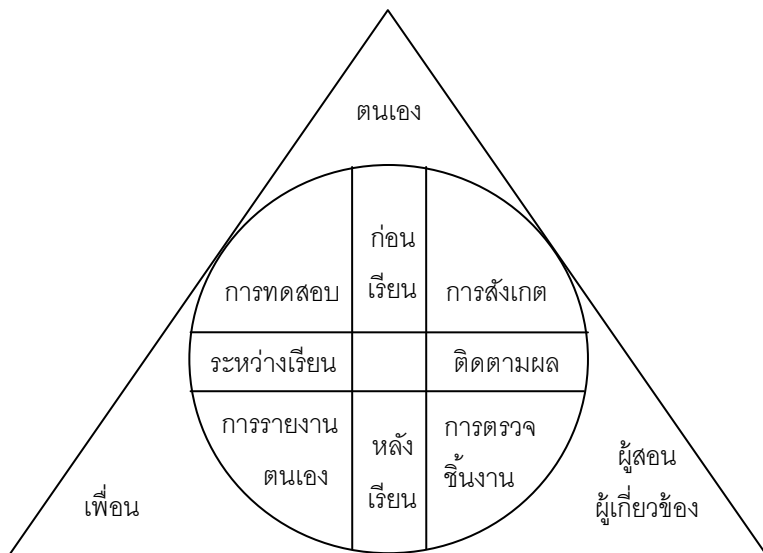 ตนเอง
ก่อน
เรียน
การทดสอบ
การสังเกต
ระหว่างเรียน
ติดตามผล
การรายงาน
ตนเอง
หลัง
เรียน
การตรวจ
ชิ้นงาน
เพื่อน
ผู้สอน
ผู้เกี่ยวข้อง